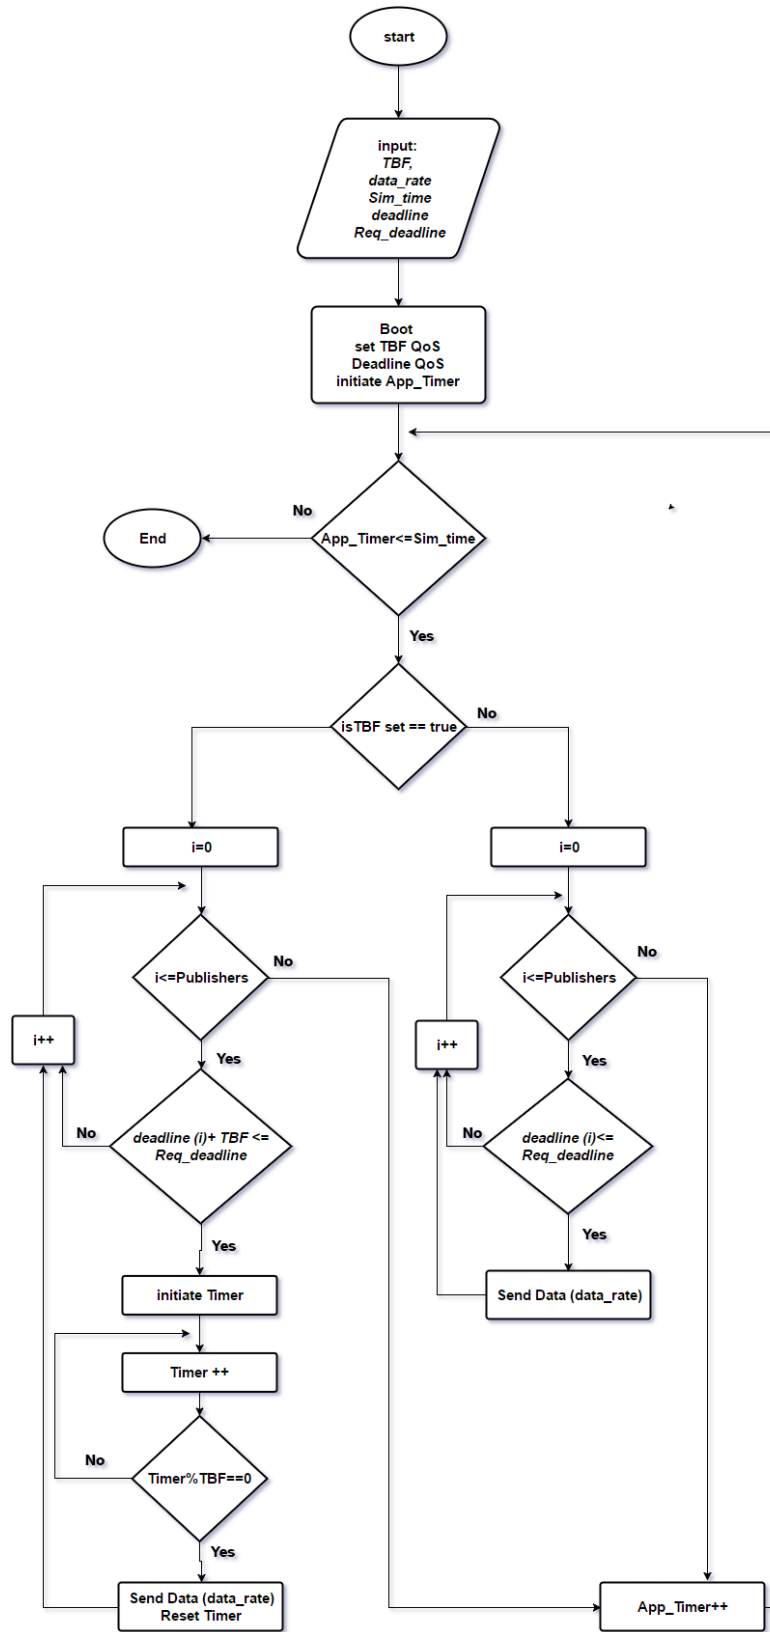 start
input:
TBF,
data_rate
Sim_time
deadline
Req_deadline
Boot
set TBF QoS
Deadline QoS
initiate App_Timer
No
End
App_Timer<=Sim_time
Yes
isTBF set == true
No
i=0
i=0
i<=Publishers
No
i<=Publishers
No
i++
i++
Yes
Yes
No
deadline (i)+ TBF <=
Req_deadline
No
deadline (i)<=
Req_deadline
Yes
Yes
initiate Timer
Send Data (data_rate)
Timer ++
No
Timer%TBF==0
Yes
Send Data (data_rate)
Reset Timer
App_Timer++